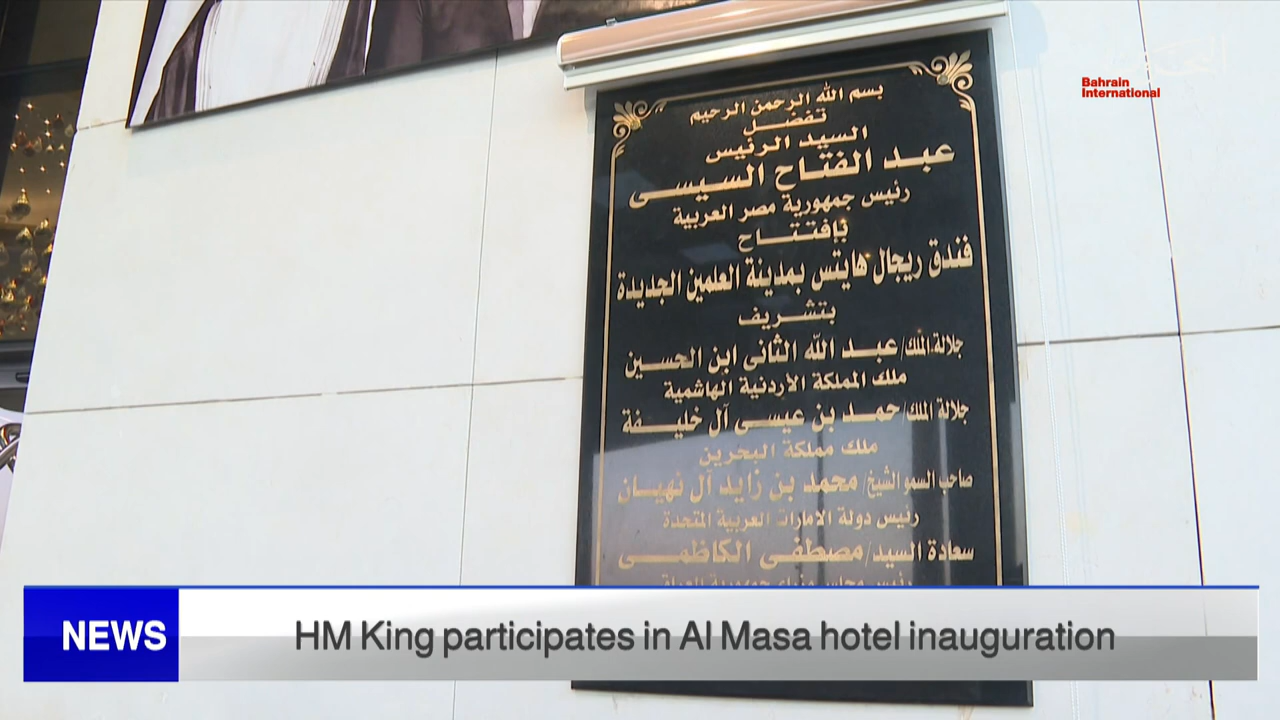 Bahrain
International
بسم الله الرحمن الرحيم
تفضل
السيد الرئيس
عبد الفتاح السيسى
رئيس جمهورية مصر العربية
بإفتتاح
فندق ريجال هايتس بمدينة العلمين الجديدة
بتشريف
جلالة الملك/ عبد الله الثانى ابن الحسين
ملك المملكة الاردنية الهاشمية
جلالة الملك/ حمد بن عيسى آل خليفة
ملك مملكة البحرين
صاحب السمو الشيخ/ محمد بن زايد آل نهيان
رئيس دولة الامارات العربية المتحدة
سعادة السيد/ مصطفى الكاظمى
NEWS
HM King participates in Al Masa hotel inauguration